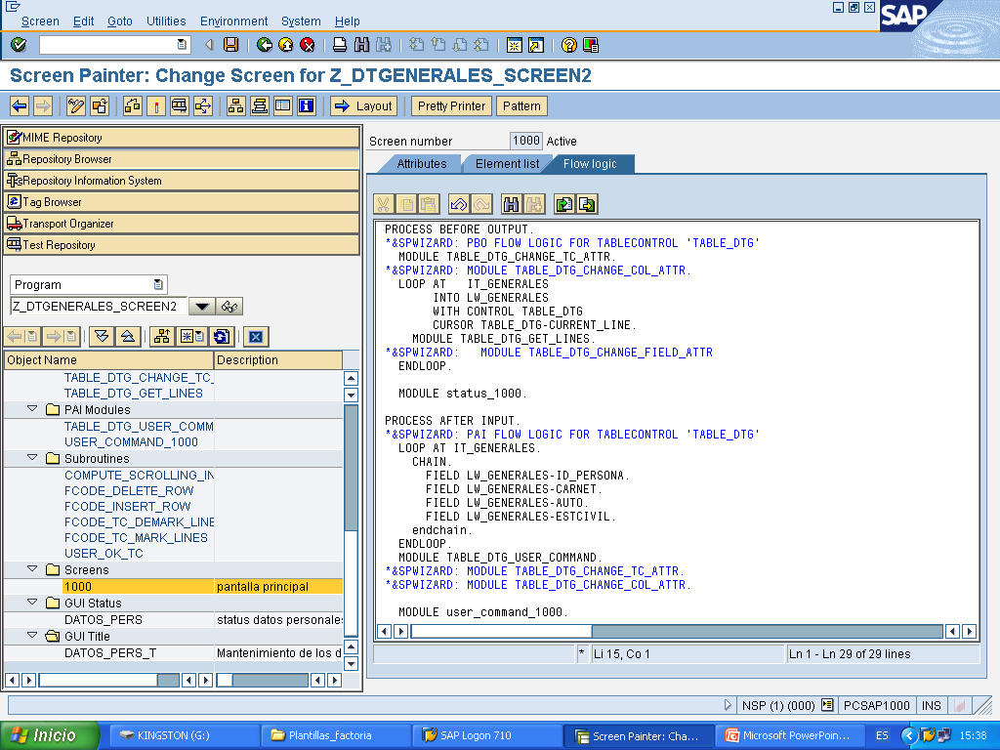 Screen Edit Goto Utilities Environment System Help
SAP
Screen Painter: Change Screen for Z_DTGENERALES_SCREEN2
Layout Pretty Printer Pattern
MIME Repository
Repository Browser
Repository Information System
Tag Browser
Transport Organizer
Test Repository
Program
Z_DTGENERALES_SCREEN2
Object Name Description
TABLE_DTG_CHANGE_TC_
TABLE_DTG_GET_LINES
PAI Modules
TABLE_DTG_USER_COMM
USER_COMMAND_1000
Subroutines
COMPUTE_SCROLLING_IN
FCODE_DELETE_ROW
FCODE_INSERT_ROW
FCODE_TC_DEMARK_LINE
FCODE_TC_MARK_LINES
USER_OK_TC
Screens
1000 pantalla principal
GUI Status
DATOS_PERS status datos personales
GUI Title
DATOS_PERS_T Mantenimiento de los d
Screen number 1000 Active
Attributes Element list Flow logic
PROCESS BEFORE OUTPUT.
*&SPWIZARD: PBO FLOW LOGIC FOR TABLECONTROL 'TABLE_DTG'
MODULE TABLE_DTG_CHANGE_TC_ATTR.
*&SPWIZARD: MODULE TABLE_DTG_CHANGE_COL_ATTR.
LOOP AT IT_GENERALES
INTO LW_GENERALES
WITH CONTROL TABLE_DTG
CURSOR TABLE_DTG-CURRENT_LINE.
MODULE TABLE_DTG_GET_LINES.
*&SPWIZARD: MODULE TABLE_DTG_CHANGE_FIELD_ATTR
ENDLOOP.
MODULE status_1000.
PROCESS AFTER INPUT.
*&SPWIZARD: PAI FLOW LOGIC FOR TABLECONTROL 'TABLE_DTG'
LOOP AT IT_GENERALES.
CHAIN.
FIELD LW_GENERALES-ID_PERSONA.
FIELD LW_GENERALES-CARNET.
FIELD LW_GENERALES-AUTO.
FIELD LW_GENERALES-ESTCIVIL.
endchain.
ENDLOOP.
MODULE TABLE_DTG_USER_COMMAND.
*&SPWIZARD: MODULE TABLE_DTG_CHANGE_TC_ATTR.
*&SPWIZARD: MODULE TABLE_DTG_CHANGE_COL_ATTR.
MODULE user_command_1000.
* Li 15, Co 1 Ln 1 - Ln 29 of 29 lines
NSP (1) (000) PCSAP1000 INS
Inicio KINGSTON (G:) Plantillas_factoria SAP Logon 710 Screen Painter: Cha... Microsoft PowerPoin... ES 15:38